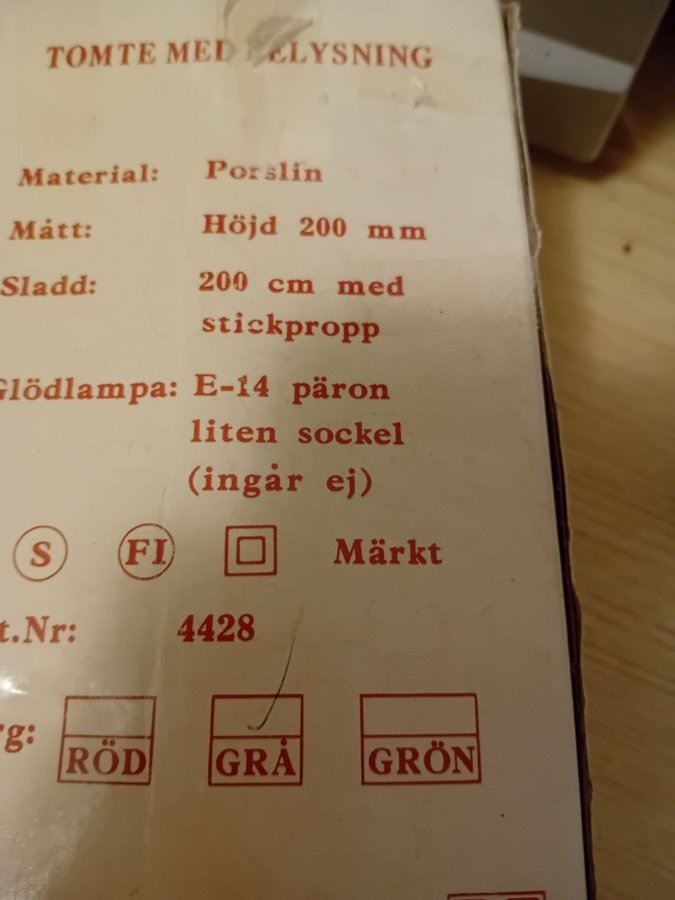 TOMTE MED BELYSNING
Material: Porslin
Mått: Höjd 200 mm
Sladd: 200 cm med
stickpropp
Glödlampa: E-14 päron
liten sockel
(ingår ej)
S FI Märkt
t.Nr: 4428
rg:
RÖD GRÅ GRÖN